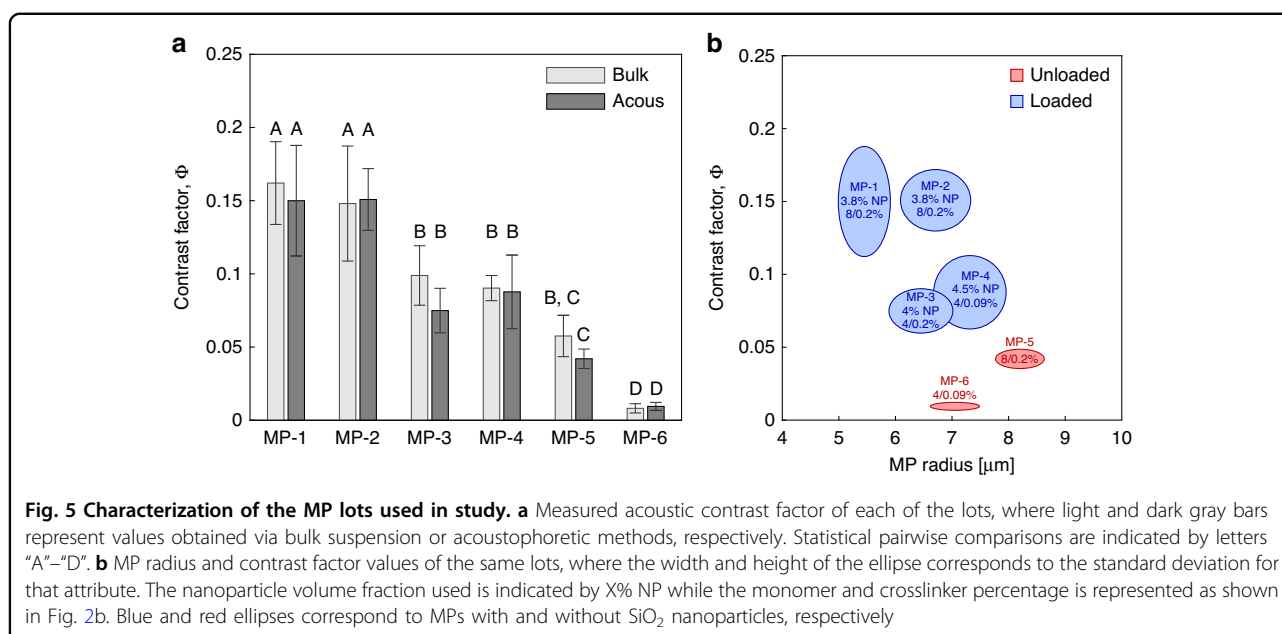 a
0.25
0.2
0.15
0.1
0.05
0
Contrast factor, Φ
Bulk
Acous
A A
A A
B B
B B
B, C
C
D D
MP-1 MP-2 MP-3 MP-4 MP-5 MP-6
b
0.25
0.2
0.15
0.1
0.05
0
Contrast factor, Φ
Unloaded
Loaded
MP-1
3.8% NP
8/0.2%
MP-2
3.8% NP
8/0.2%
MP-4
4.5% NP
4/0.09%
MP-3
4% NP
4/0.2%
MP-5
8/0.2%
MP-6
4/0.09%
4 5 6 7 8 9 10
MP radius [μm]
Fig. 5 Characterization of the MP lots used in study. a Measured acoustic contrast factor of each of the lots, where light and dark gray bars
represent values obtained via bulk suspension or acoustophoretic methods, respectively. Statistical pairwise comparisons are indicated by letters
“A”–“D”. b MP radius and contrast factor values of the same lots, where the width and height of the ellipse corresponds to the standard deviation for
that attribute. The nanoparticle volume fraction used is indicated by X% NP while the monomer and crosslinker percentage is represented as shown
in Fig. 2b. Blue and red ellipses correspond to MPs with and without SiO₂ nanoparticles, respectively